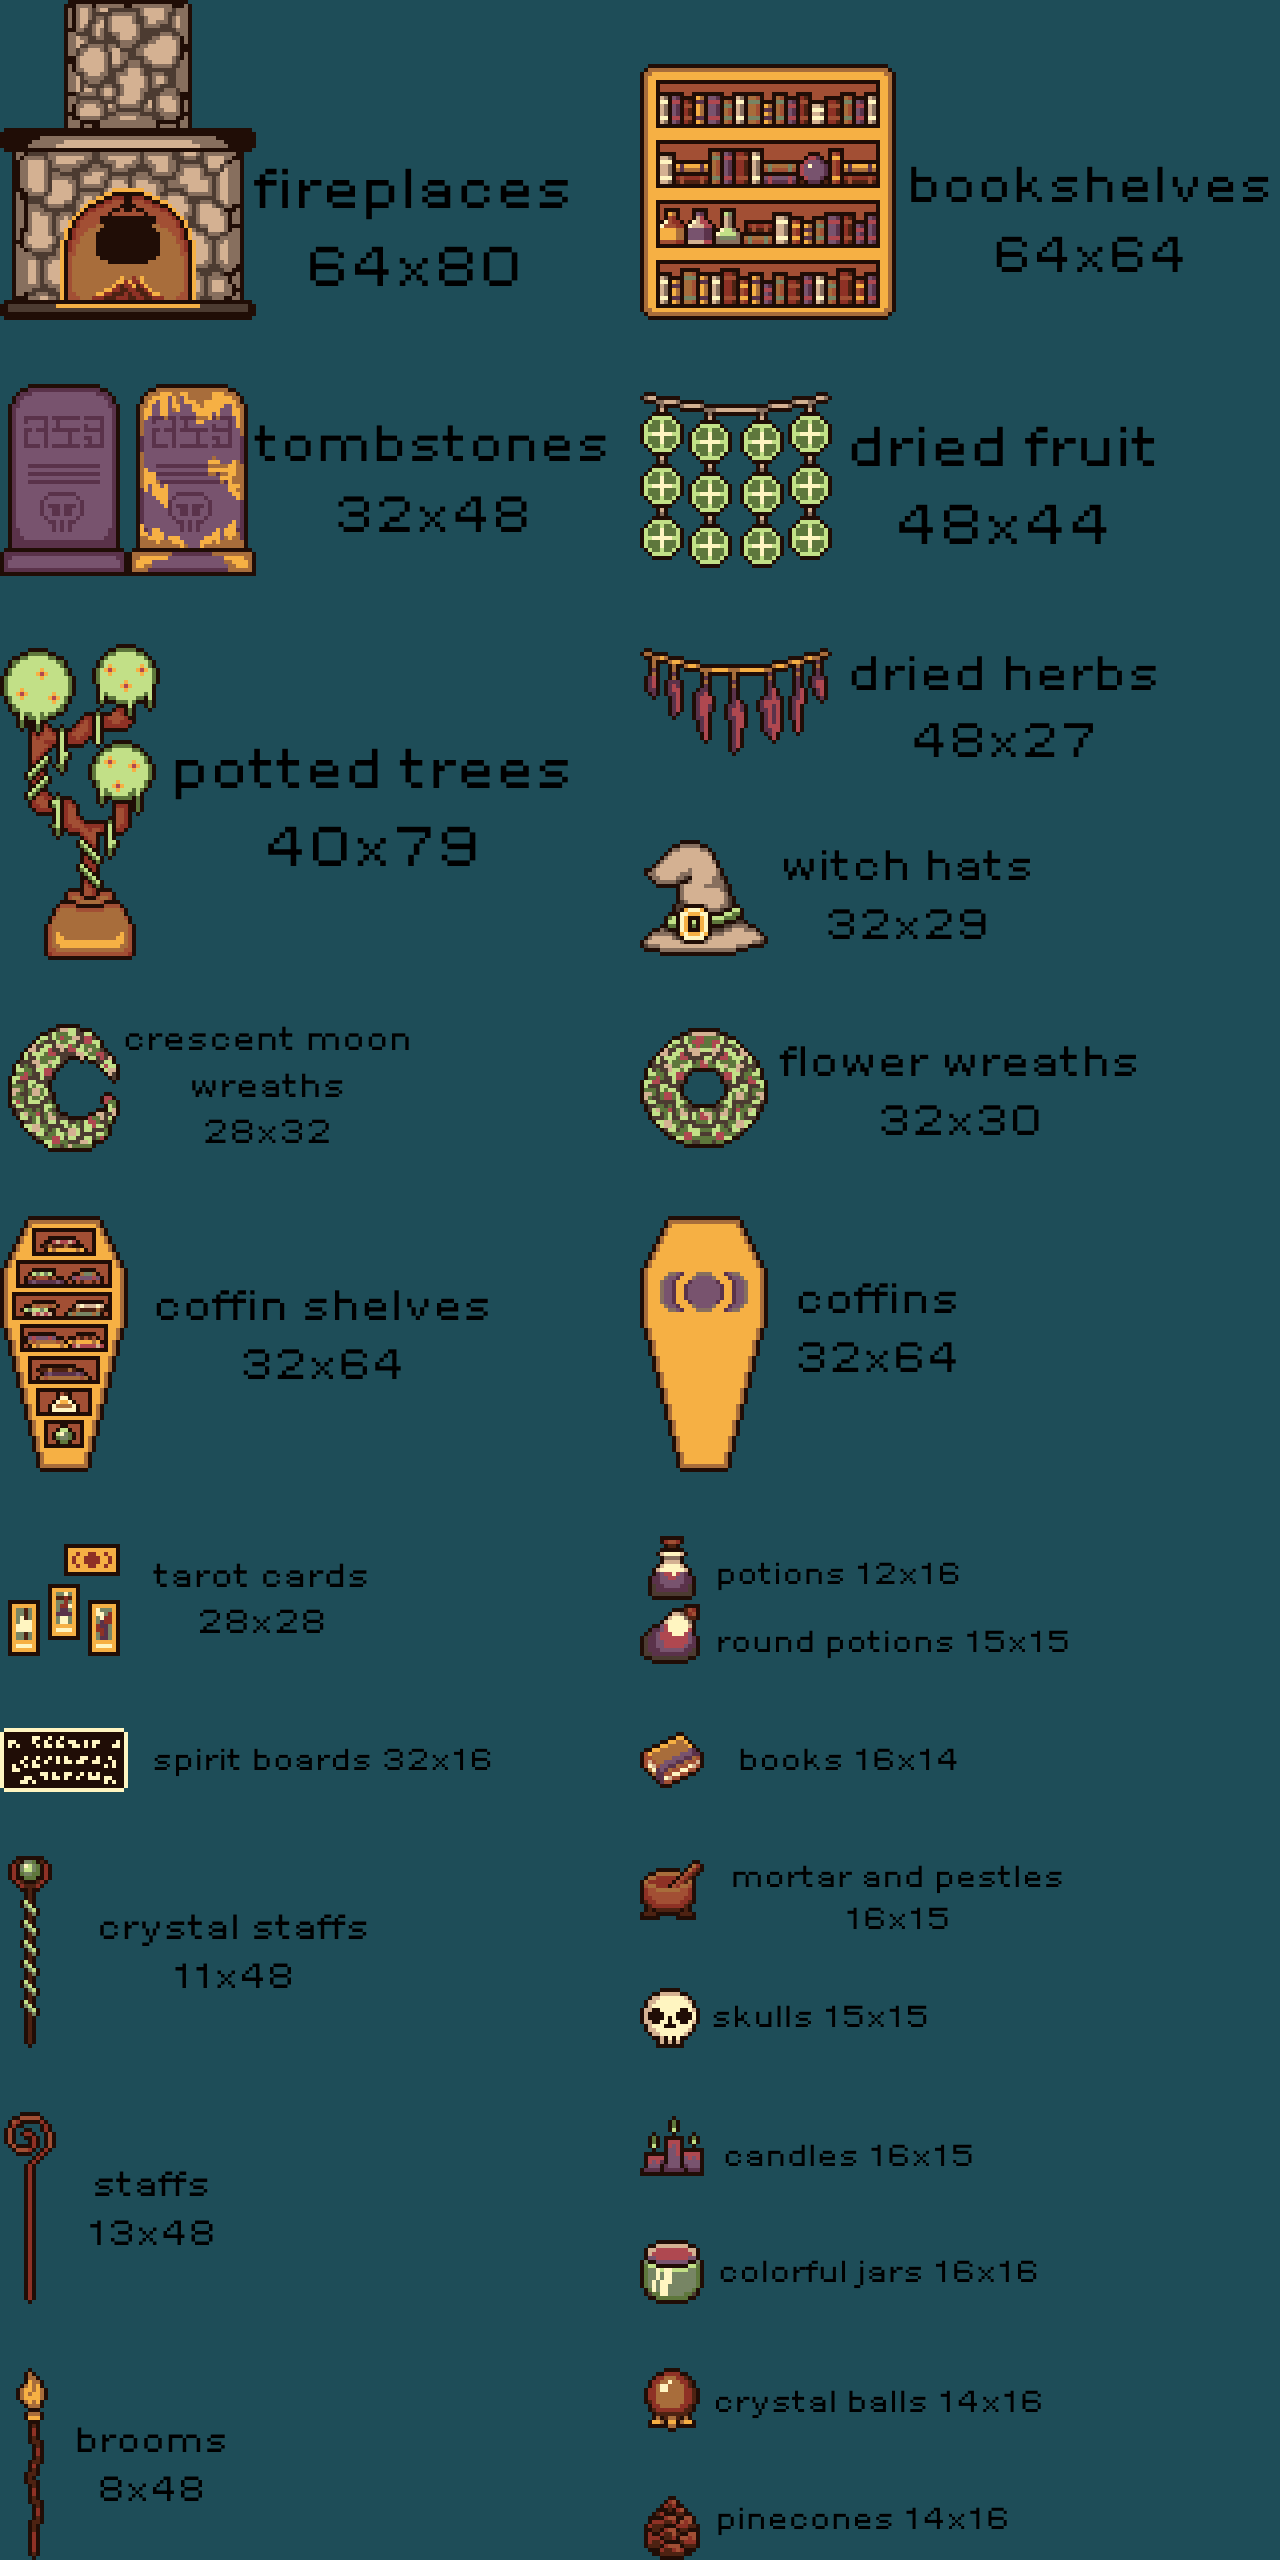 fireplaces
64x80
bookshelves
64x64
tombstones
32x48
dried fruit
48x44
potted trees
40x79
dried herbs
48x27
witch hats
32x29
crescent moon
wreaths
28x32
flower wreaths
32x30
coffin shelves
32x64
coffins
32x64
tarot cards
28x28
potions 12x16
round potions 15x15
spirit boards 32x16
books 16x14
crystal staffs
11x48
mortar and pestles
16x15
skulls 15x15
staffs
13x48
candles 16x15
colorful jars 16x16
brooms
8x48
crystal balls 14x16
pinecones 14x16